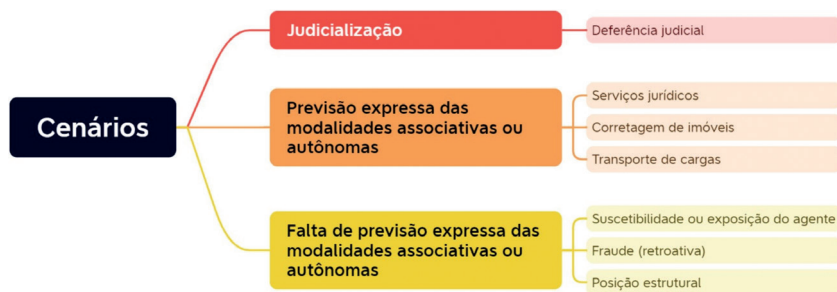 Cenários
Judicialização
Deferência judicial
Previsão expressa das
modalidades associativas ou
autônomas
Serviços jurídicos
Corretagem de imóveis
Transporte de cargas
Falta de previsão expressa das
modalidades associativas ou
autônomas
Suscetibilidade ou exposição do agente
Fraude (retroativa)
Posição estrutural